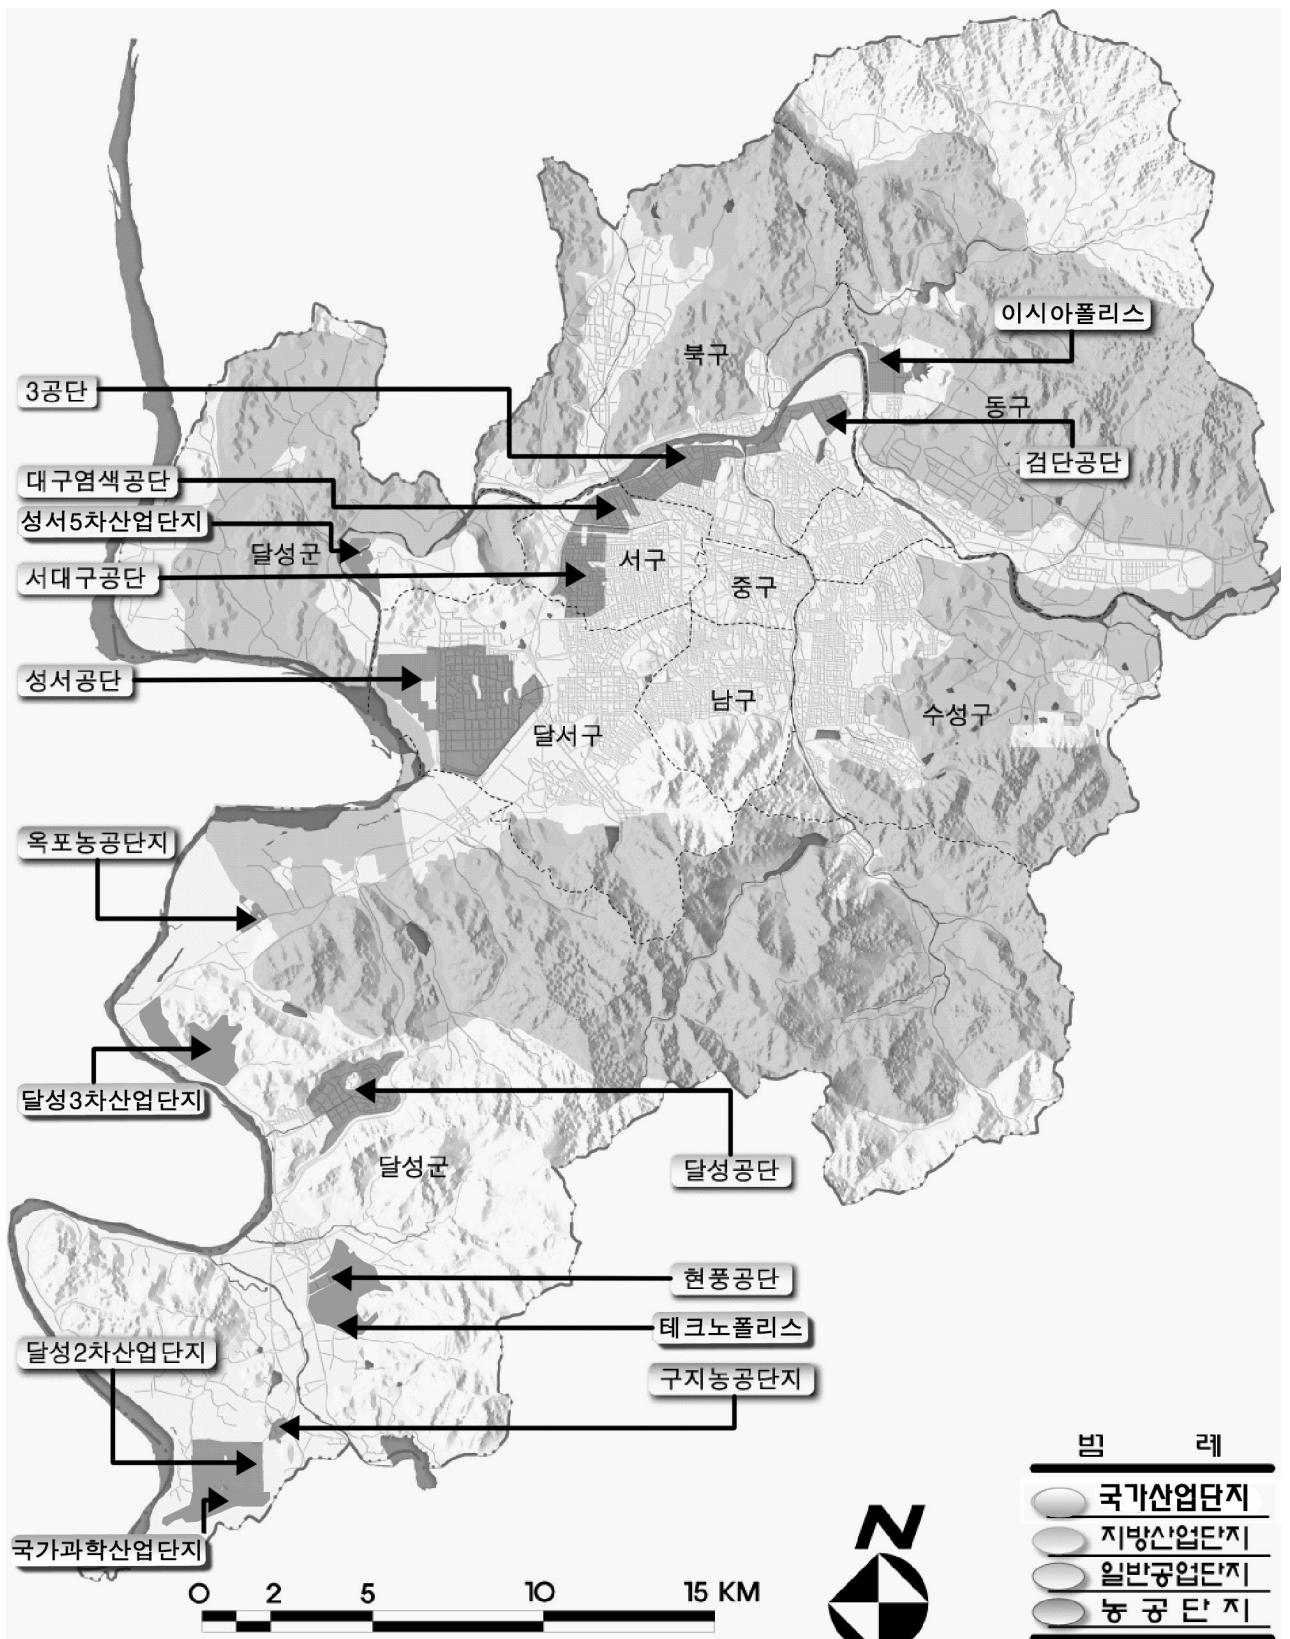 이시아폴리스
북구
3공단
동구
검단공단
대구염색공단
성서5차산업단지
달성군
서구
서대구공단
중구
성서공단
남구
수성구
달서구
옥포농공단지
달성3차산업단지
달성공단
달성군
현풍공단
테크노폴리스
달성2차산업단지
구지농공단지
국가과학산업단지
범 례
국가산업단지
지방산업단지
일반공업단지
농 공 단 지
N
0 2 5 10 15 KM